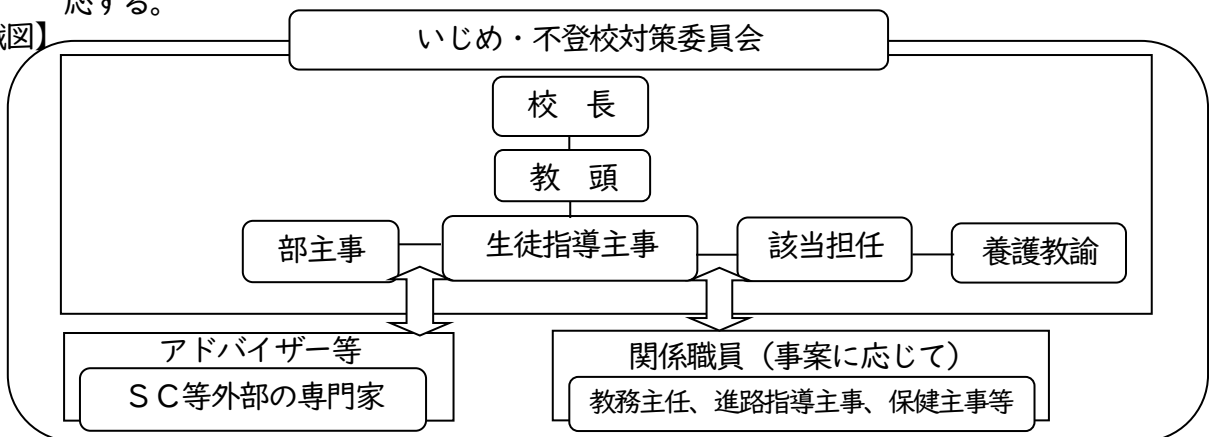 応する。
図】
いじめ・不登校対策委員会
校　長
教　頭
部主事
生徒指導主事
該当担任
養護教諭
アドバイザー等
ＳＣ等外部の専門家
関係職員（事案に応じて）
教務主任、進路指導主事、保健主事等